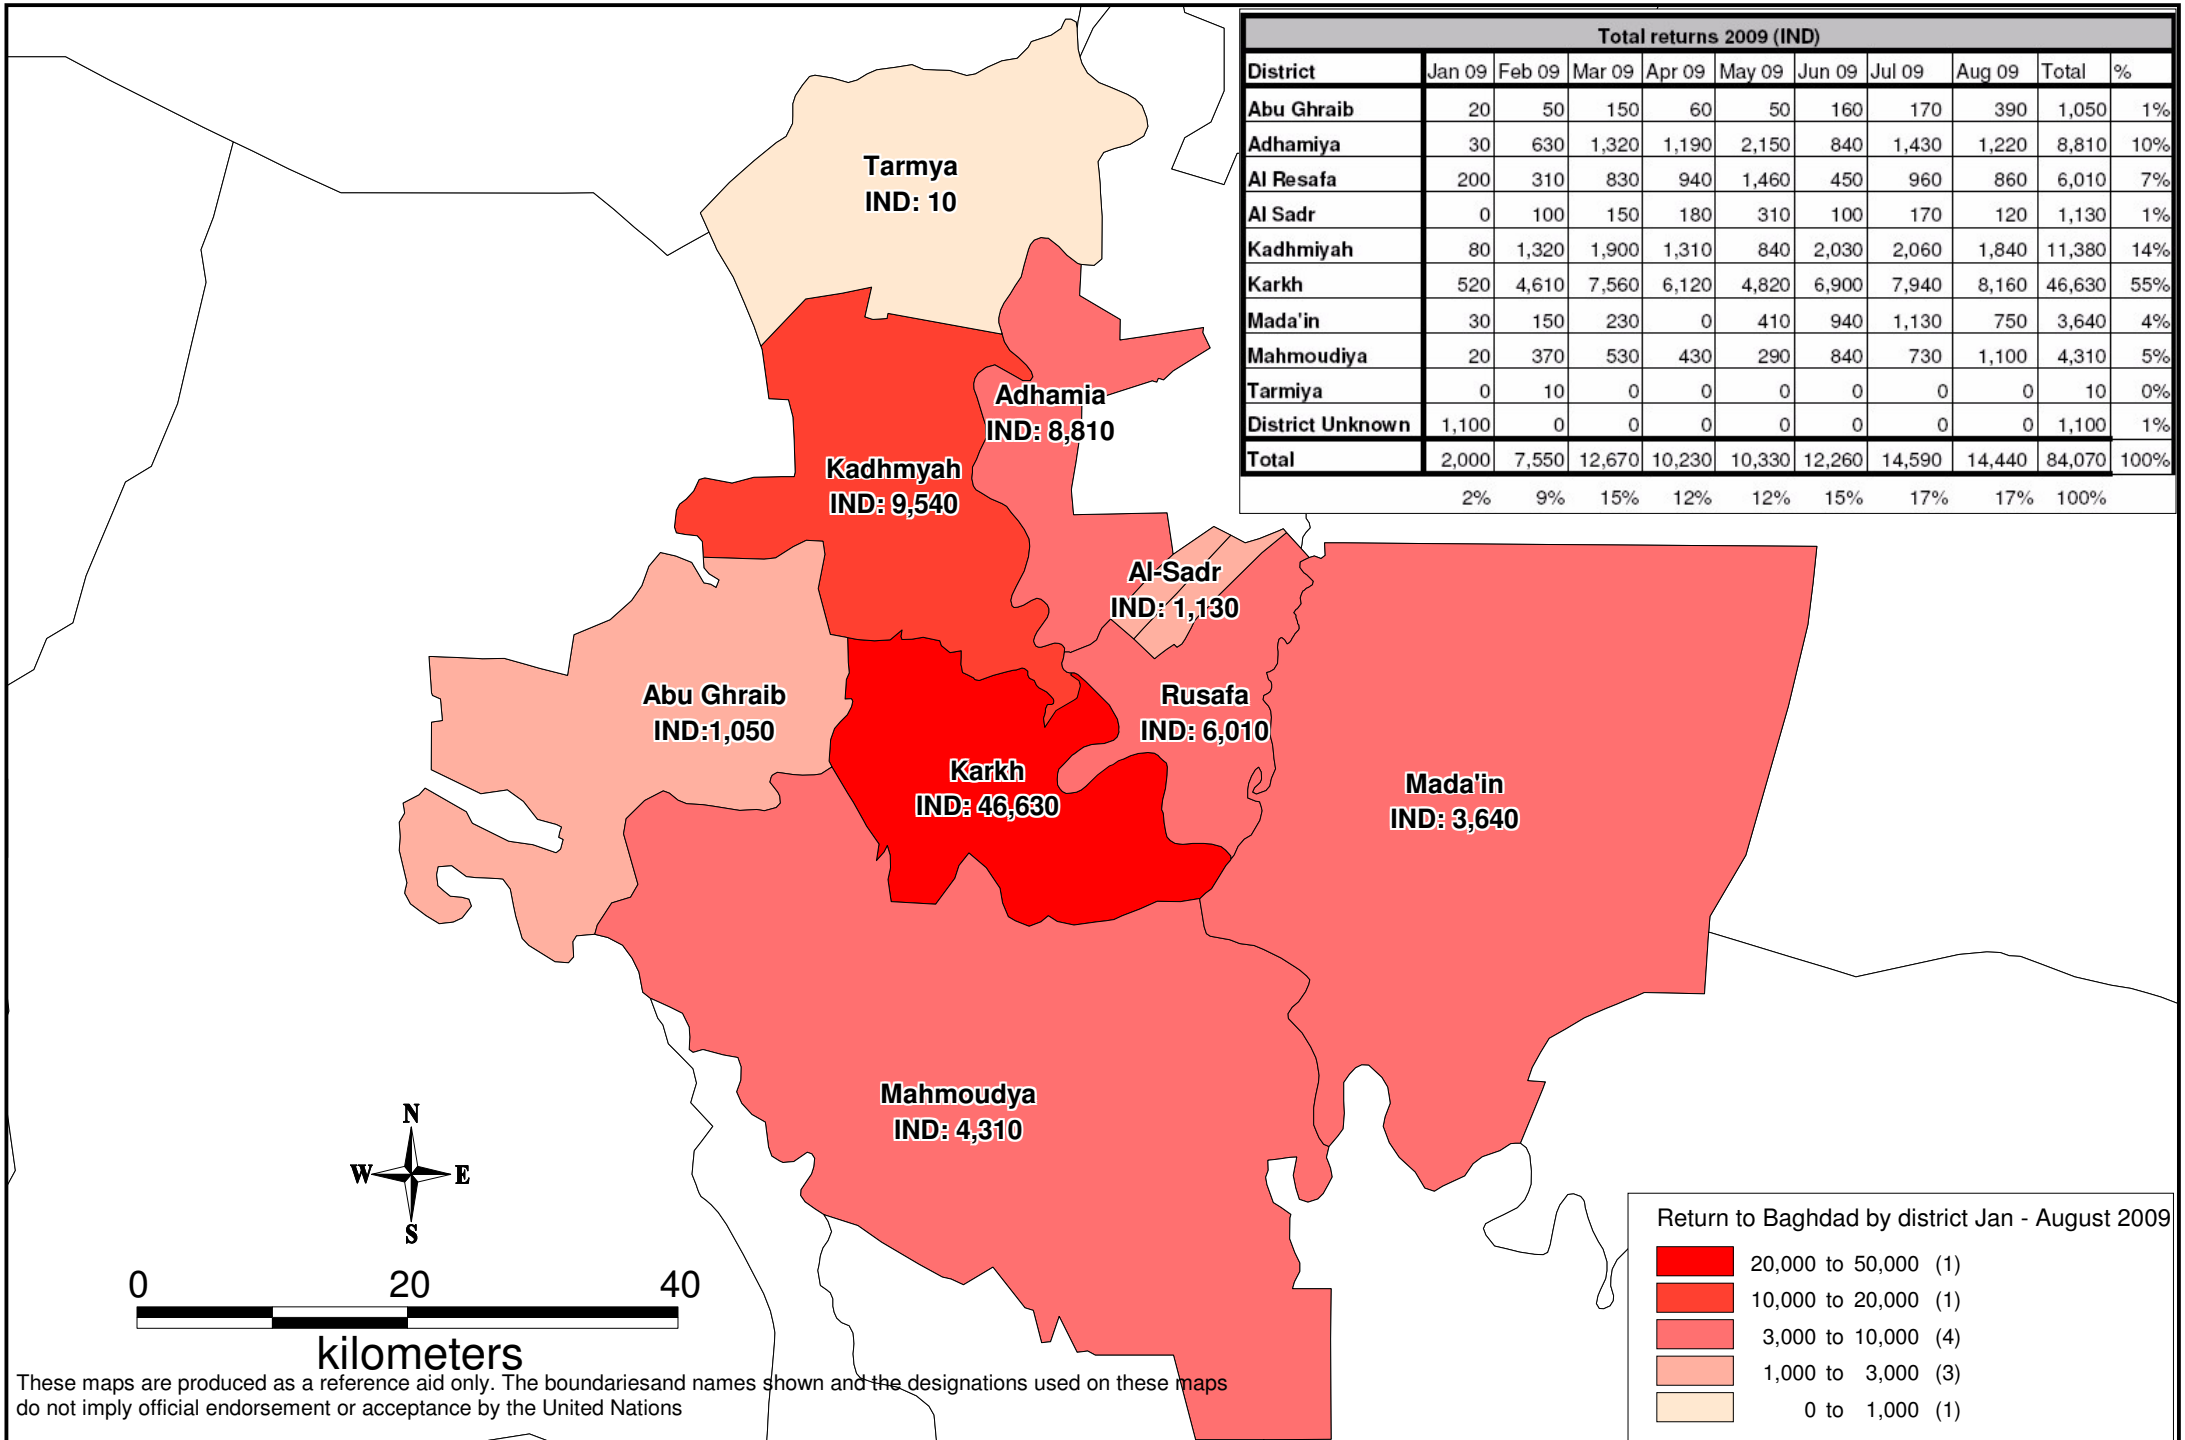 Total returns 2009 (IND)
District Jan 09 Feb 09 Mar 09 Apr 09 May 09 Jun 09 Jul 09 Aug 09 Total %
Abu Ghraib 20 50 150 60 50 160 170 390 1,050 1%
Adhamiya 30 630 1,320 1,190 2,150 840 1,430 1,220 8,810 10%
Al Resafa 200 310 830 940 1,460 450 960 860 6,010 7%
Al Sadr 0 100 150 180 310 100 170 120 1,130 1%
Kadhmiyah 80 1,320 1,900 1,310 840 2,030 2,060 1,840 11,380 14%
Karkh 520 4,610 7,560 6,120 4,820 6,900 7,940 8,160 46,630 55%
Mada'in 30 150 230 0 410 940 1,130 750 3,640 4%
Mahmoudiya 20 370 530 430 290 840 730 1,100 4,310 5%
Tarmiya 0 10 0 0 0 0 0 0 10 0%
District Unknown 1,100 0 0 0 0 0 0 0 1,100 1%
Total 2,000 7,550 12,670 10,230 10,330 12,260 14,590 14,440 84,070 100%
2% 9% 15% 12% 12% 15% 17% 17% 100%
Tarmya
IND: 10
Adhamia
IND: 8,810
Kadhmyah
IND: 9,540
Al-Sadr
IND: 1,130
Abu Ghraib
IND:1,050
Rusafa
IND: 6,010
Karkh
IND: 46,630
Mada'in
IND: 3,640
Mahmoudya
IND: 4,310
N
W E
S
0 20 40
kilometers
These maps are produced as a reference aid only. The boundariesand names shown and the designations used on these maps
do not imply official endorsement or acceptance by the United Nations
Return to Baghdad by district Jan - August 2009
20,000 to 50,000 (1)
10,000 to 20,000 (1)
3,000 to 10,000 (4)
1,000 to 3,000 (3)
0 to 1,000 (1)